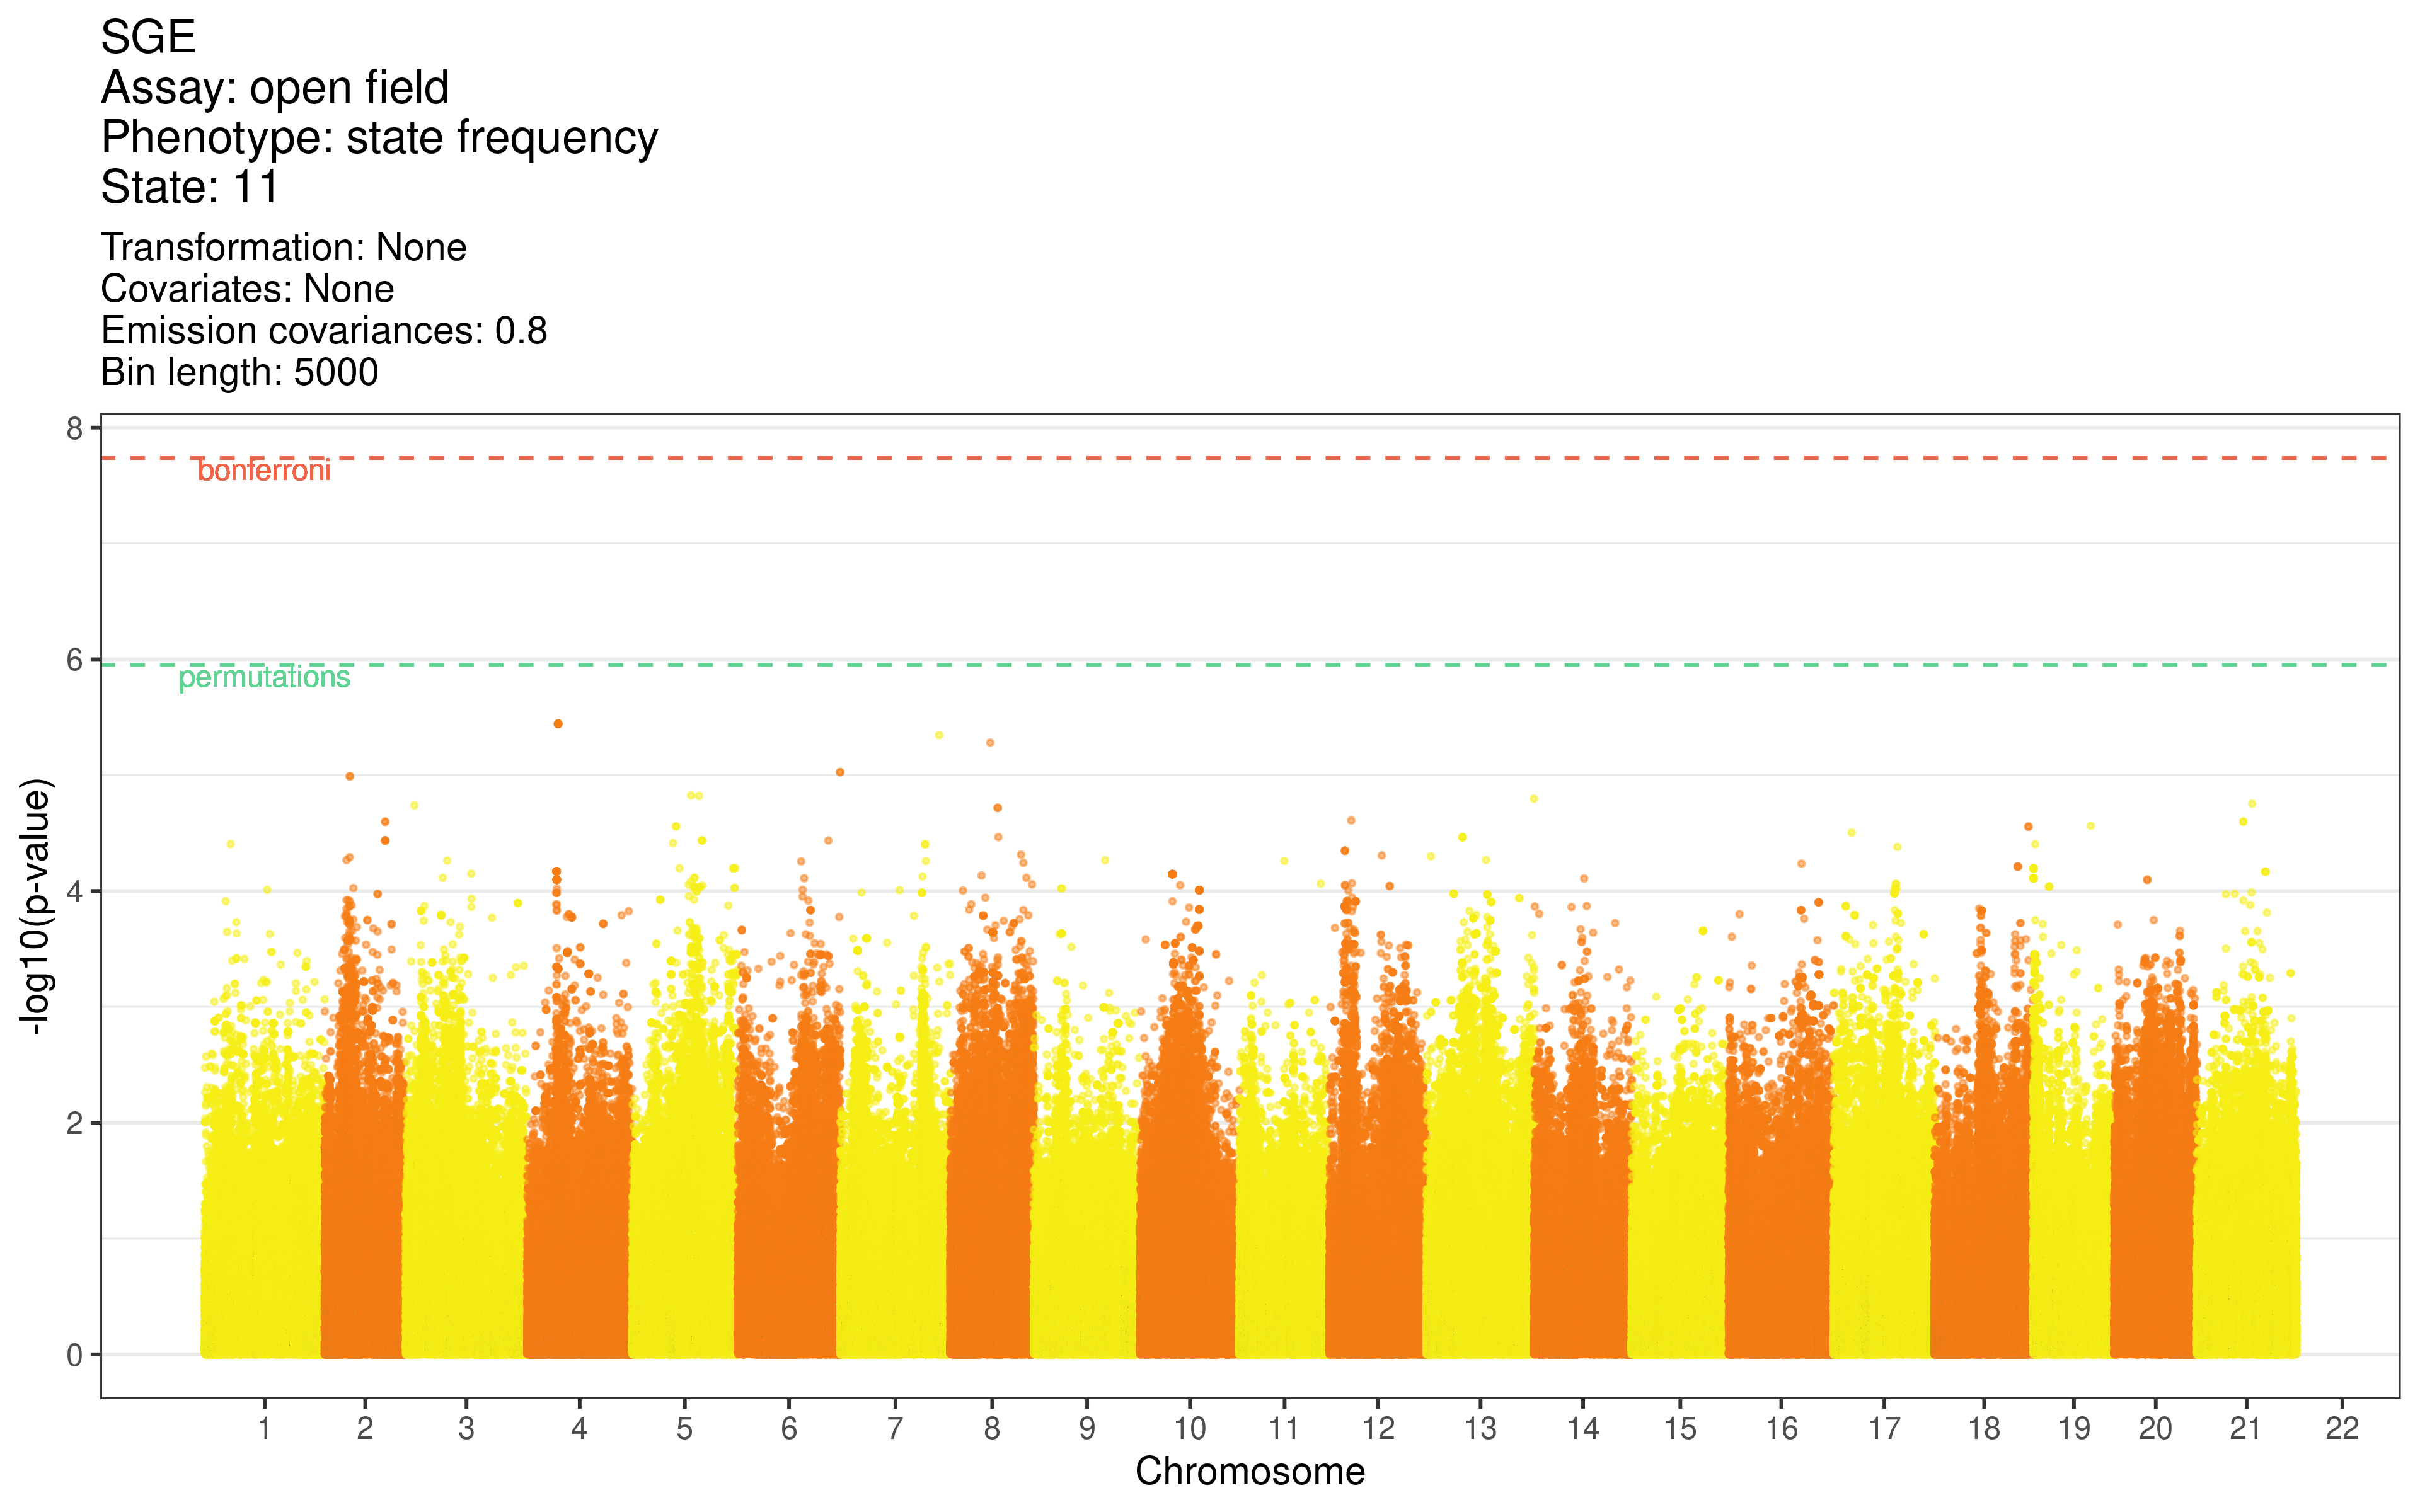 SGE
Assay: open field
Phenotype: state frequency
State: 11
Transformation: None
Covariates: None
Emission covariances: 0.8
Bin length: 5000
8
bonferroni
6
permutations
4
2
0
-log10(p-value)
1 2 3 4 5 6 7 8 9 10 11 12 13 14 15 16 17 18 19 20 21 22
Chromosome